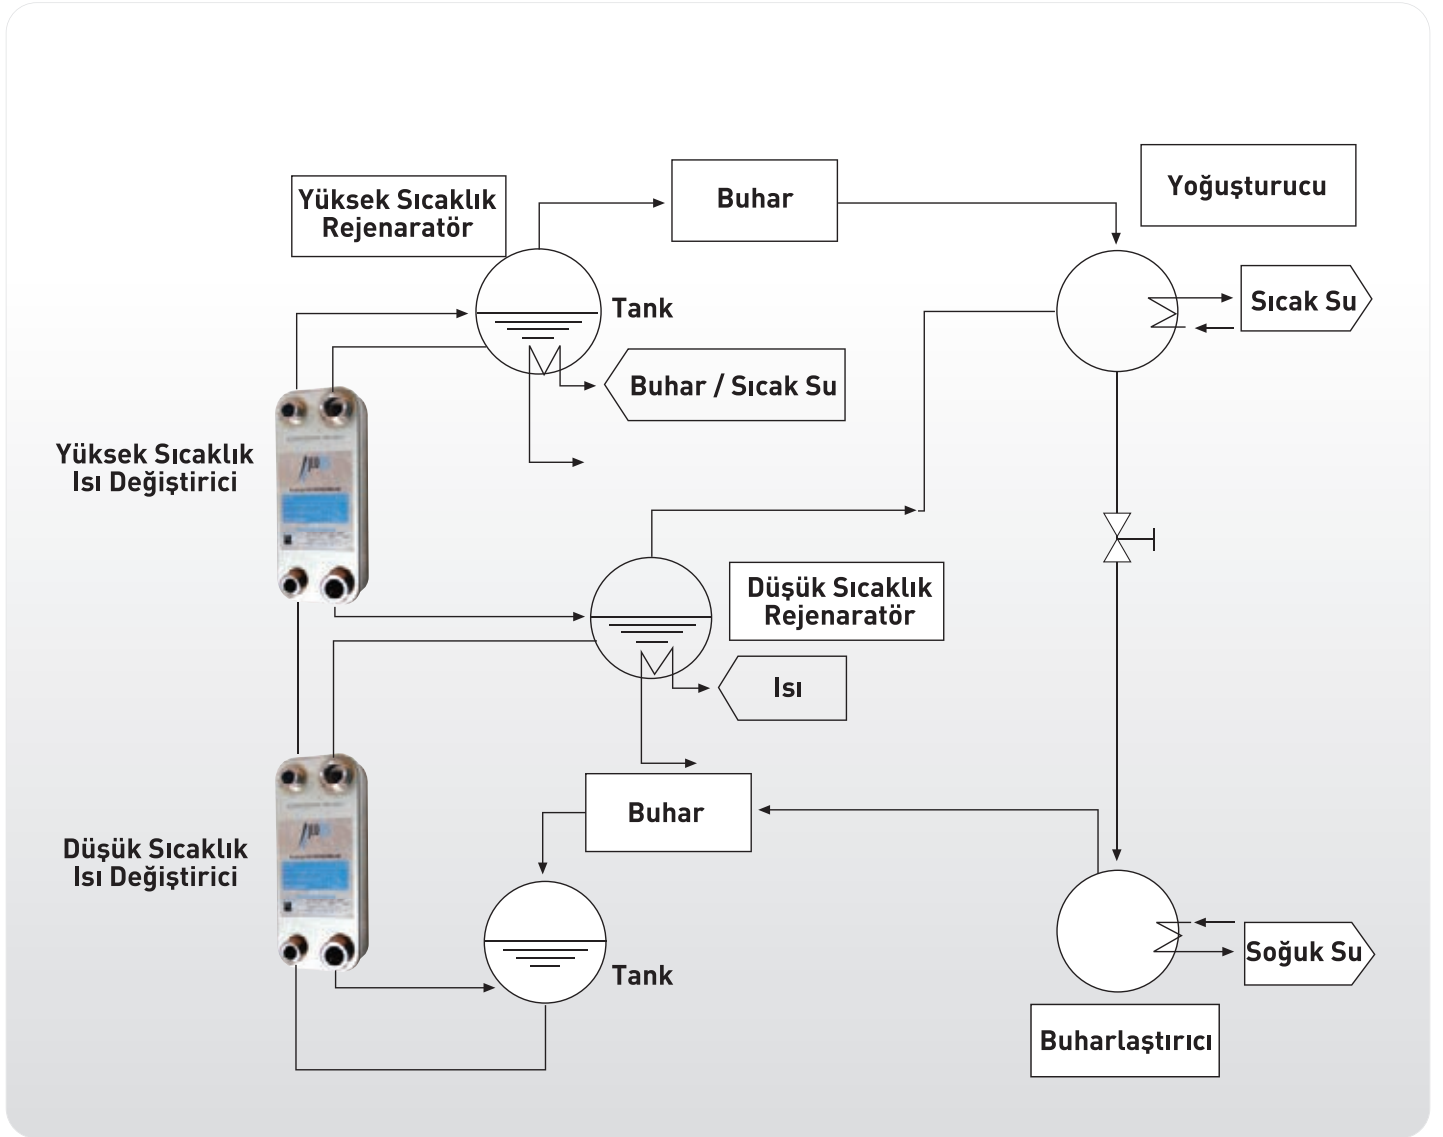 Yüksek Sıcaklık
Rejenaratör
Buhar
Yoğuşturucu
Tank
Sıcak Su
Buhar / Sıcak Su
Yüksek Sıcaklık
Isı Değiştirici
Düşük Sıcaklık
Rejenaratör
Isı
Buhar
Düşük Sıcaklık
Isı Değiştirici
Tank
Soğuk Su
Buharlaştırıcı